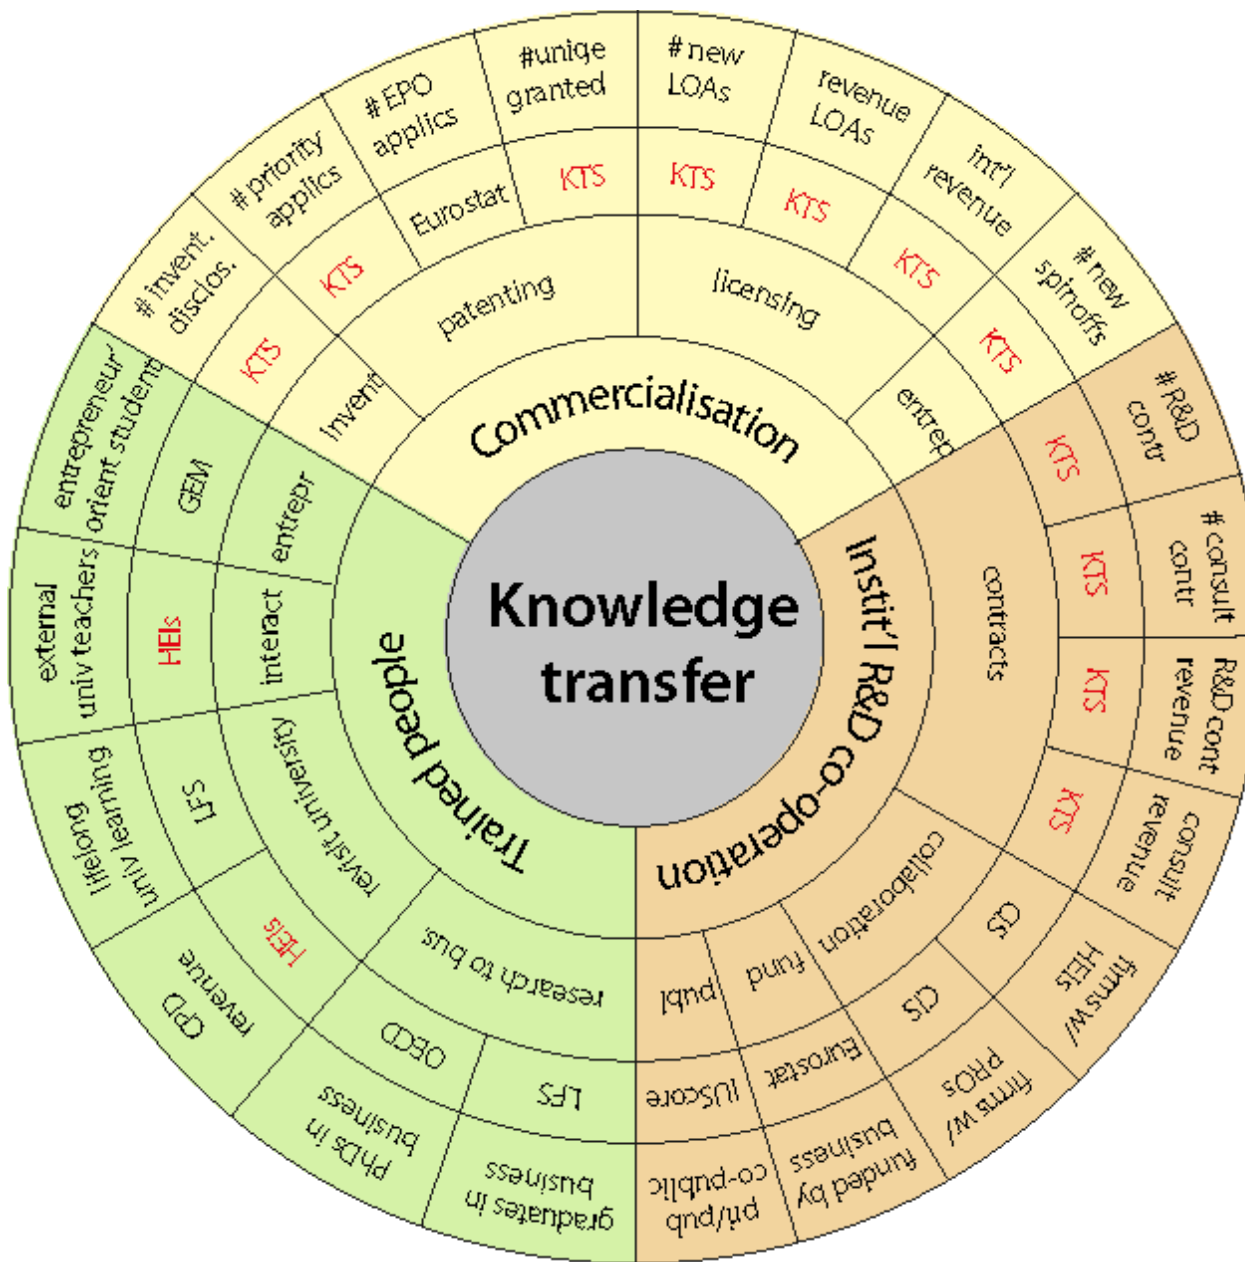 Knowledge
transfer
Commercialisation
Instit'l R&D co-operation
Trained people
Invent
patenting
licensing
entrep
contracts
collaboration
fund
publ
research to bus.
revisit university
interact
entrepr
KTS
KTS
Eurostat
KTS
KTS
KTS
KTS
KTS
KTS
KTS
KTS
KTS
CIS
CIS
Eurostat
IUScore
LFS
OECD
HEIs
LFS
HEIs
GEM
# invent.
disclos.
# priority
applics
# EPO
applics
#uniqe
granted
# new
LOAs
revenue
LOAs
int'l
revenue
# new
spinoffs
# R&D
contr
# consult
contr
R&D cont
revenue
consult
revenue
firms w/
HEIs
firms w/
PROs
funded by
business
pri/pub
co-public
graduates in
business
PhDs in
business
CPD
revenue
lifelong
univ learning
external
univ teachers
entrepreneur'
orient student